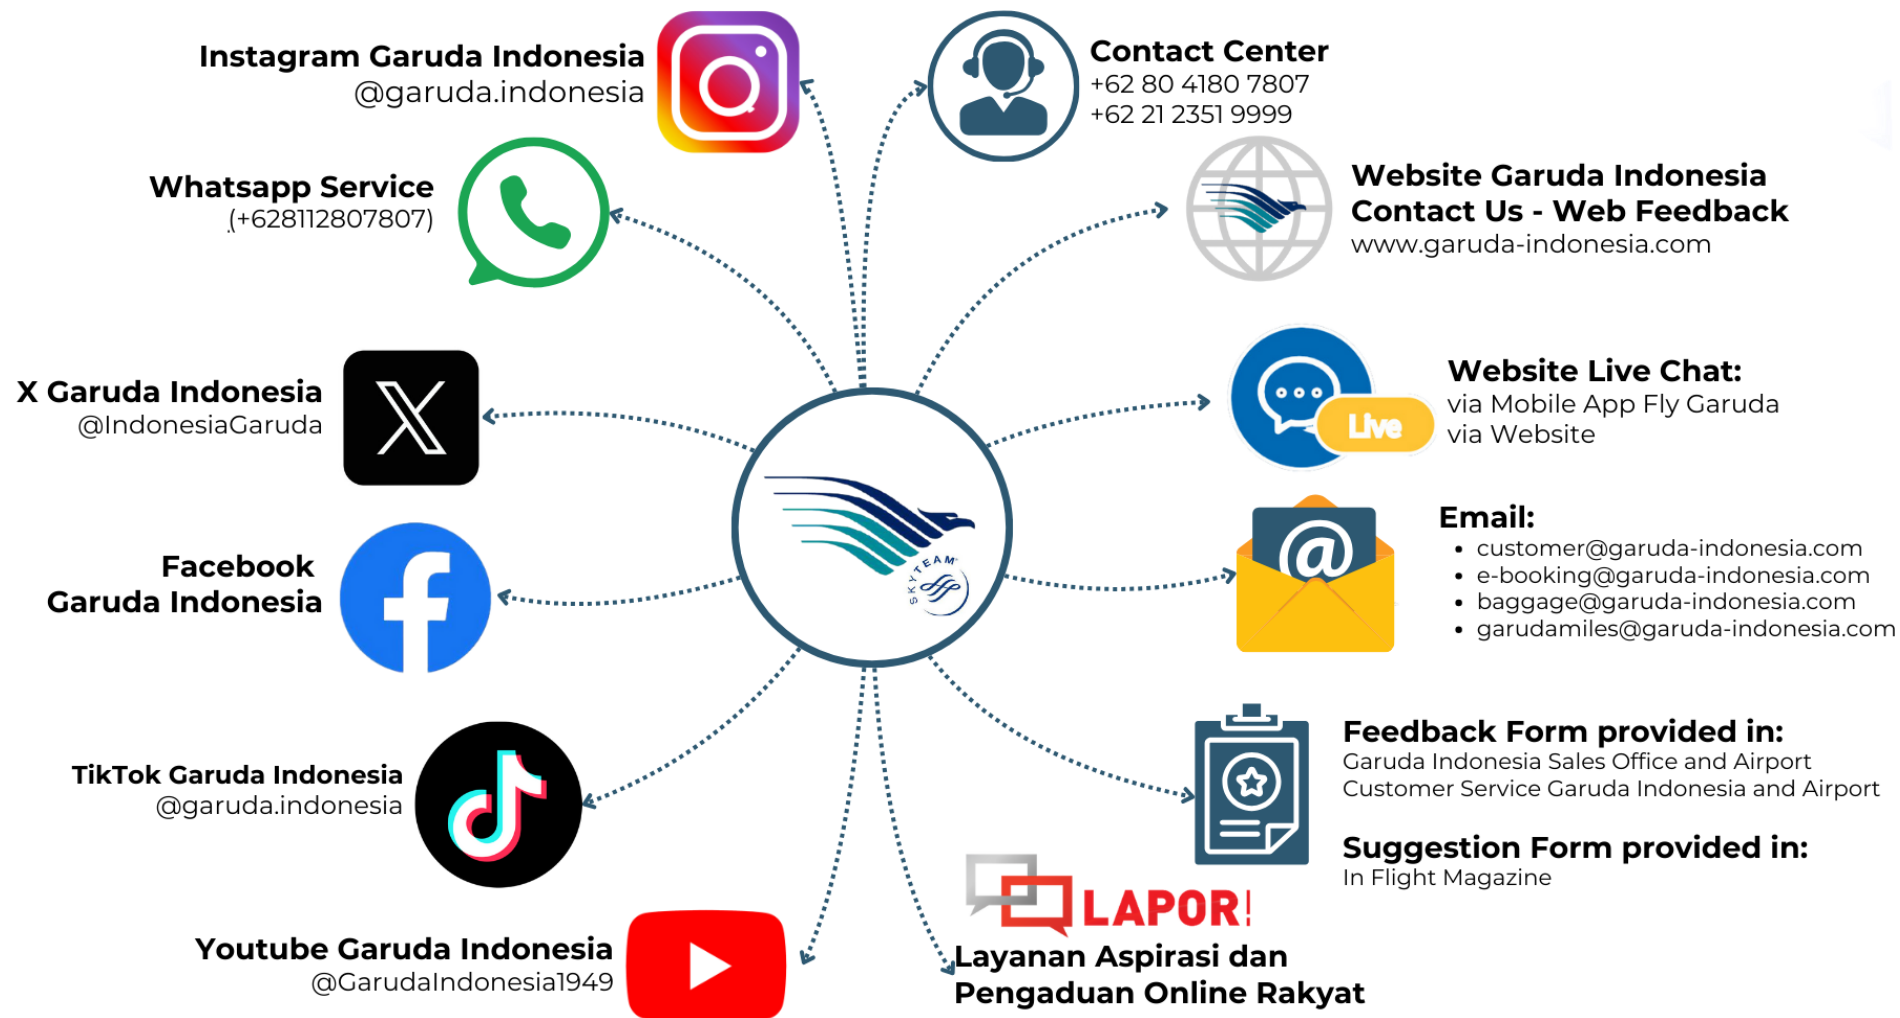 Instagram Garuda Indonesia
@garuda.indonesia
Contact Center
+62 80 4180 7807
+62 21 2351 9999
Whatsapp Service
(+628112807807)
Website Garuda Indonesia
Contact Us - Web Feedback
www.garuda-indonesia.com
X Garuda Indonesia
@IndonesiaGaruda
Live
Website Live Chat:
via Mobile App Fly Garuda
via Website
Facebook
Garuda Indonesia
SKYTEAM
Email:
• customer@garuda-indonesia.com
• e-booking@garuda-indonesia.com
• baggage@garuda-indonesia.com
• garudamiles@garuda-indonesia.com
TikTok Garuda Indonesia
@garuda.indonesia
Feedback Form provided in:
Garuda Indonesia Sales Office and Airport
Customer Service Garuda Indonesia and Airport
Suggestion Form provided in:
In Flight Magazine
Youtube Garuda Indonesia
@GarudaIndonesia1949
LAPOR!
Layanan Aspirasi dan
Pengaduan Online Rakyat